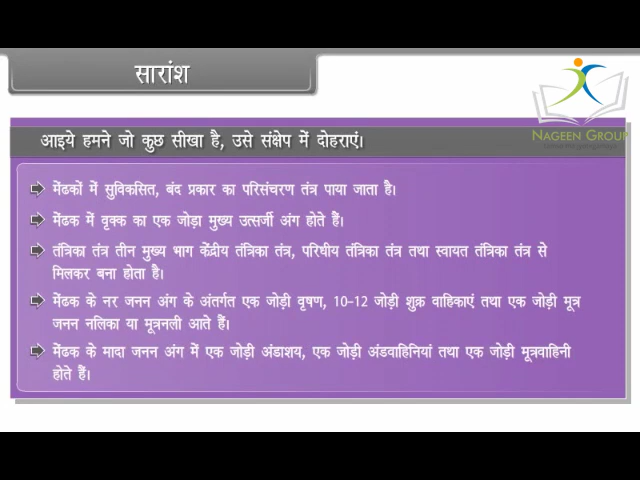 सारांश
NAGEEN GROUP
आइये हमने जो कुछ सीखा है, उसे संक्षेप में दोहराएं।
मेंढकों में सुविकसित, बंद प्रकार का परिसंचरण तंत्र पाया जाता है।
मेंढक में वृक्क का एक जोड़ा मुख्य उत्सर्जी अंग होते हैं।
तंत्रिका तंत्र तीन मुख्य भाग केंद्रीय तंत्रिका तंत्र, परिधीय तंत्रिका तंत्र तथा स्वायत तंत्रिका तंत्र से
मिलकर बना होता है।
मेंढक के नर जनन अंग के अंतर्गत एक जोड़ी वृषण, 10-12 जोड़ी शुक्र वाहिकाएं तथा एक जोड़ी मूत्र
जनन नलिका या मूत्रनली आते हैं।
मेंढक के मादा जनन अंग में एक जोड़ी अंडाशय, एक जोड़ी अंडवाहिनियां तथा एक जोड़ी मूत्रवाहिनी
होते हैं।